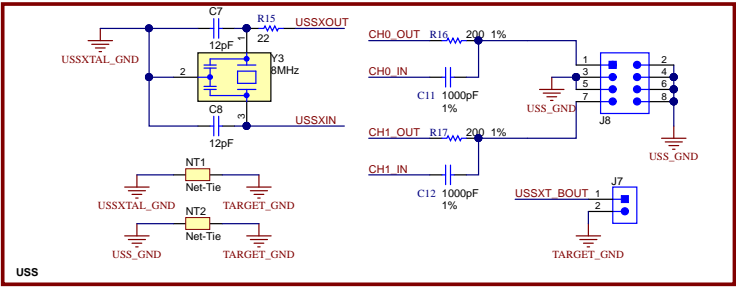 C7
12pF
R15
22
USSXOUT
USSXTAL_GND
1
Y3
8MHz
2
3
C8
12pF
USSXIN
CH0_OUT R16 200 1%
CH0_IN
C11 1000pF
1%
CH1_OUT R17 200 1%
CH1_IN
C12 1000pF
1%
1 2
3 4
5 6
7 8
J8
USS_GND
USS_GND
NT1
Net-Tie
USSXTAL_GND TARGET_GND
NT2
Net-Tie
USS_GND TARGET_GND
J7
USSXT_BOUT 1
2
TARGET_GND
USS